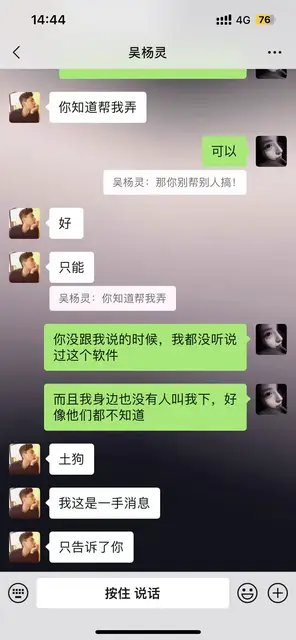 14:44
4G
76
吴杨灵
你知道帮我弄
可以
吴杨灵：那你别帮别人搞！
好
只能
吴杨灵：你知道帮我弄
你没跟我说的时候，我都没听说
过这个软件
而且我身边也没有人叫我下，好
像他们都不知道
土狗
我这是一手消息
只告诉了你
按住 说话